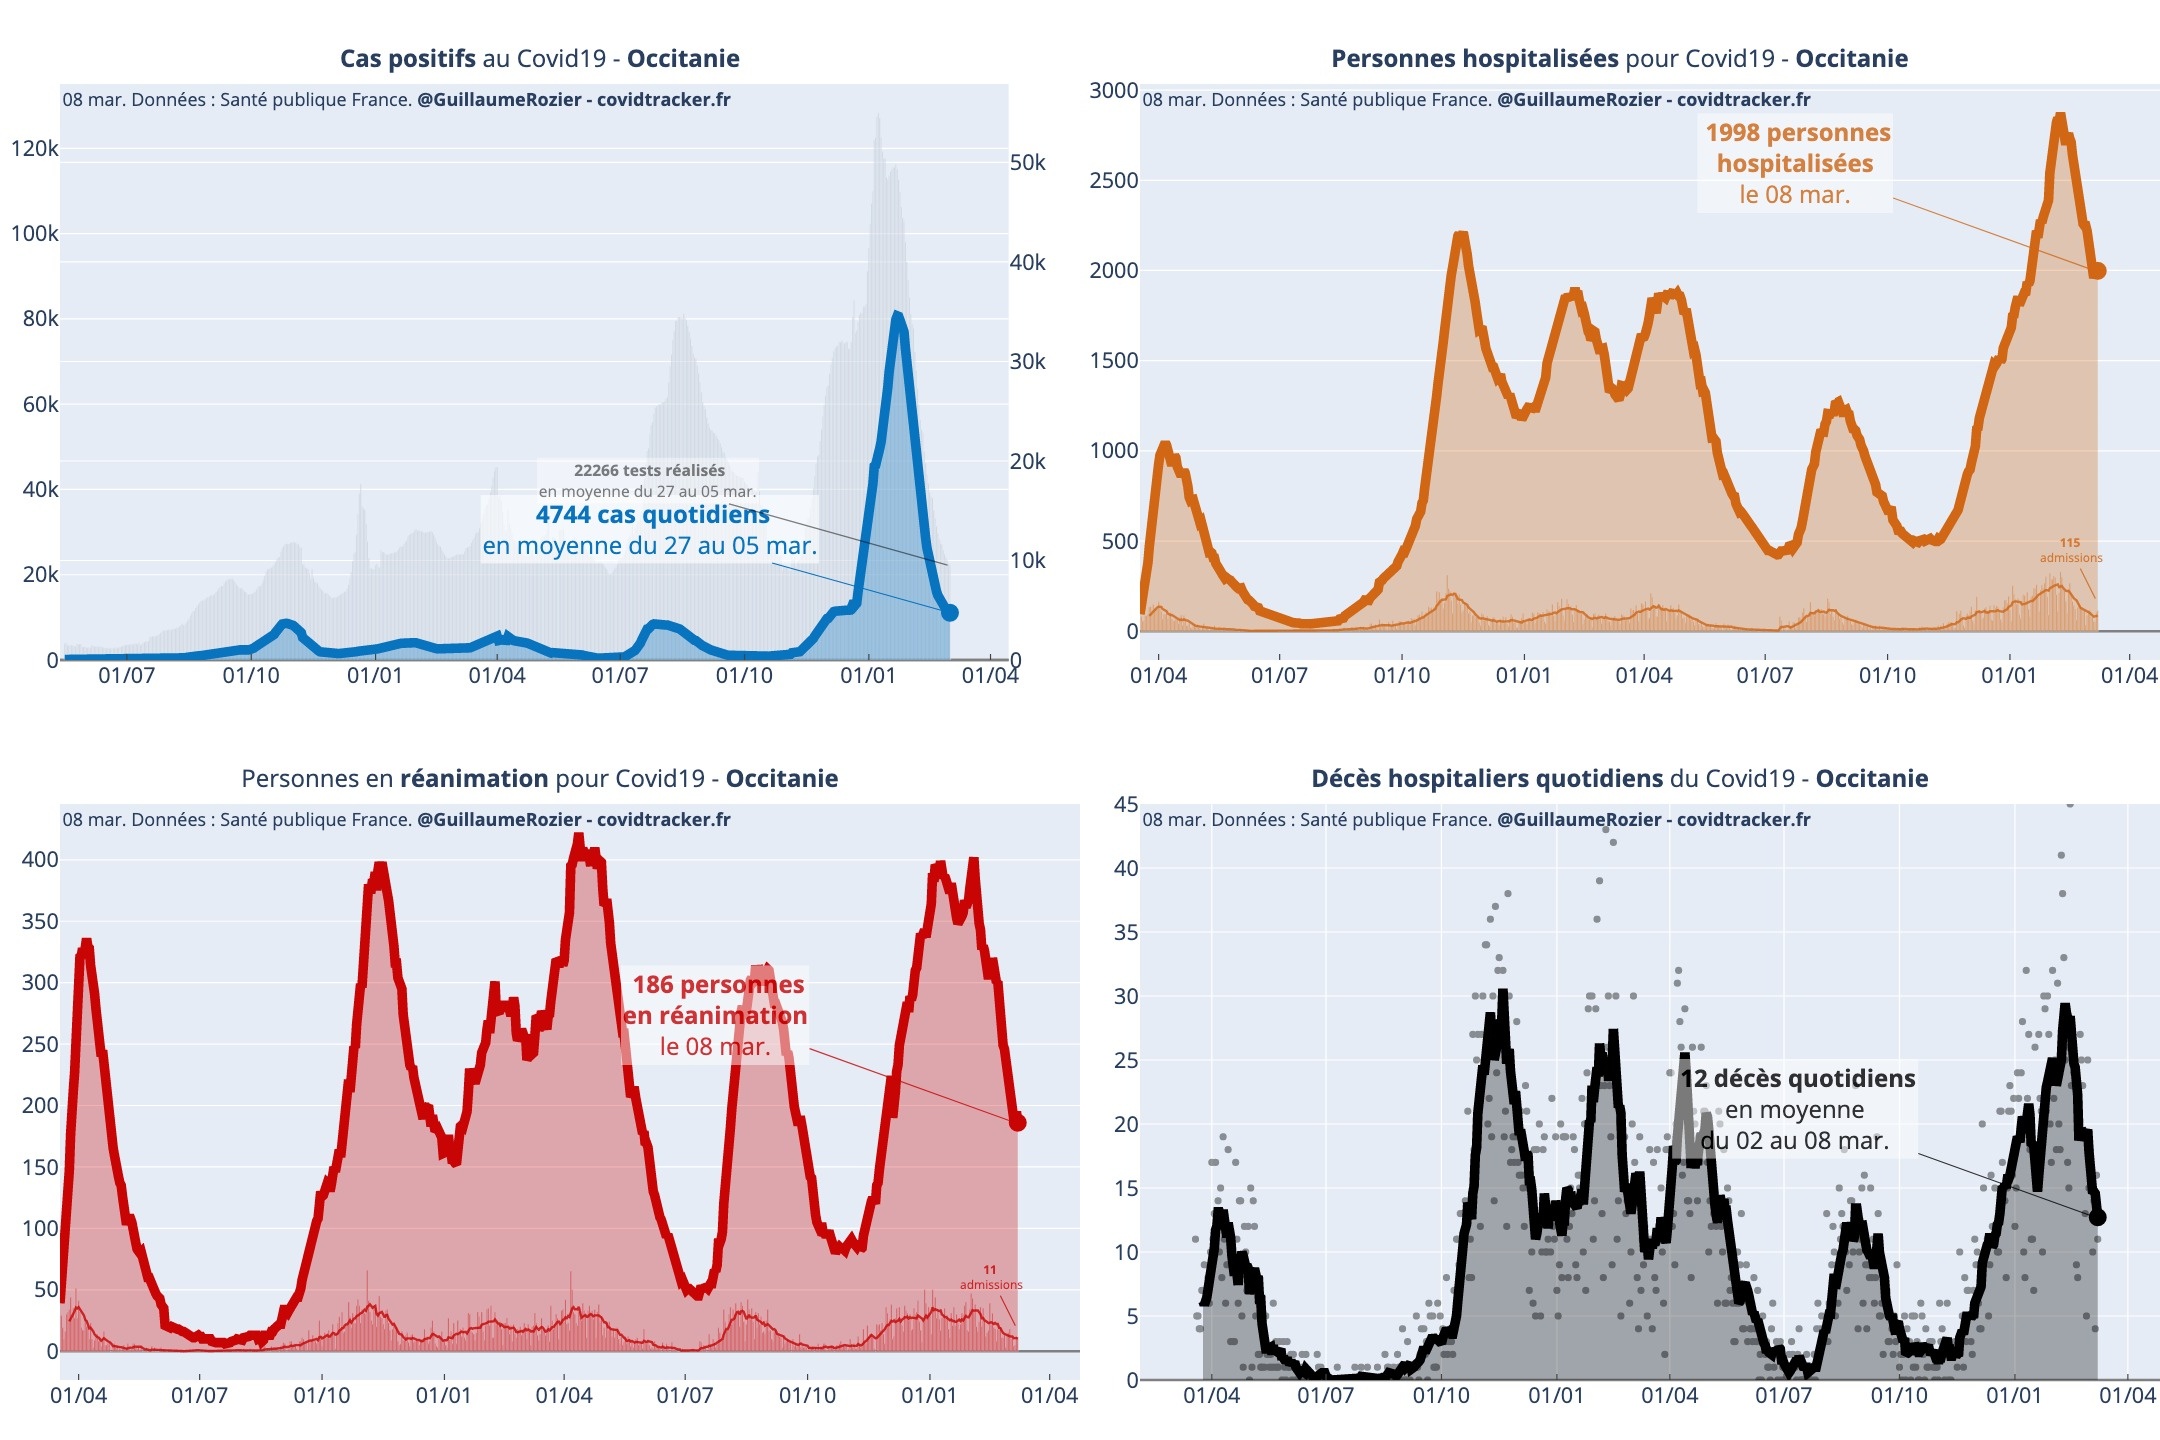 Cas positifs au Covid19 - Occitanie
08 mar. Données : Santé publique France. @GuillaumeRozier - covidtracker.fr
120k
100k
80k
60k
40k
20k
0
50k
40k
30k
20k
10k
0
22266 tests réalisés
en moyenne du 27 au 05 mar.
4744 cas quotidiens
en moyenne du 27 au 05 mar.
01/07 01/10 01/01 01/04 01/07 01/10 01/01 01/04
Personnes hospitalisées pour Covid19 - Occitanie
08 mar. Données : Santé publique France. @GuillaumeRozier - covidtracker.fr
3000
2500
2000
1500
1000
500
0
1998 personnes
hospitalisées
le 08 mar.
115
admissions
01/04 01/07 01/10 01/01 01/04 01/07 01/10 01/01 01/04
Personnes en réanimation pour Covid19 - Occitanie
08 mar. Données : Santé publique France. @GuillaumeRozier - covidtracker.fr
400
350
300
250
200
150
100
50
0
186 personnes
en réanimation
le 08 mar.
11
admissions
01/04 01/07 01/10 01/01 01/04 01/07 01/10 01/01 01/04
Décès hospitaliers quotidiens du Covid19 - Occitanie
08 mar. Données : Santé publique France. @GuillaumeRozier - covidtracker.fr
45
40
35
30
25
20
15
10
5
0
12 décès quotidiens
en moyenne
du 02 au 08 mar.
01/04 01/07 01/10 01/01 01/04 01/07 01/10 01/01 01/04